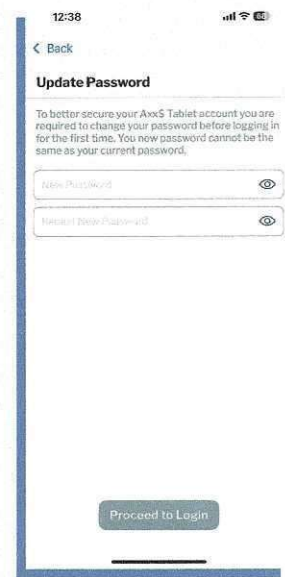 12:38
68
Back
Update Password
To better secure your AxxS Tablet account you are
required to change your password before logging in
for the first time. You new password cannot be the
same as your current password.
New Password
Repeat New Password
Proceed to Login